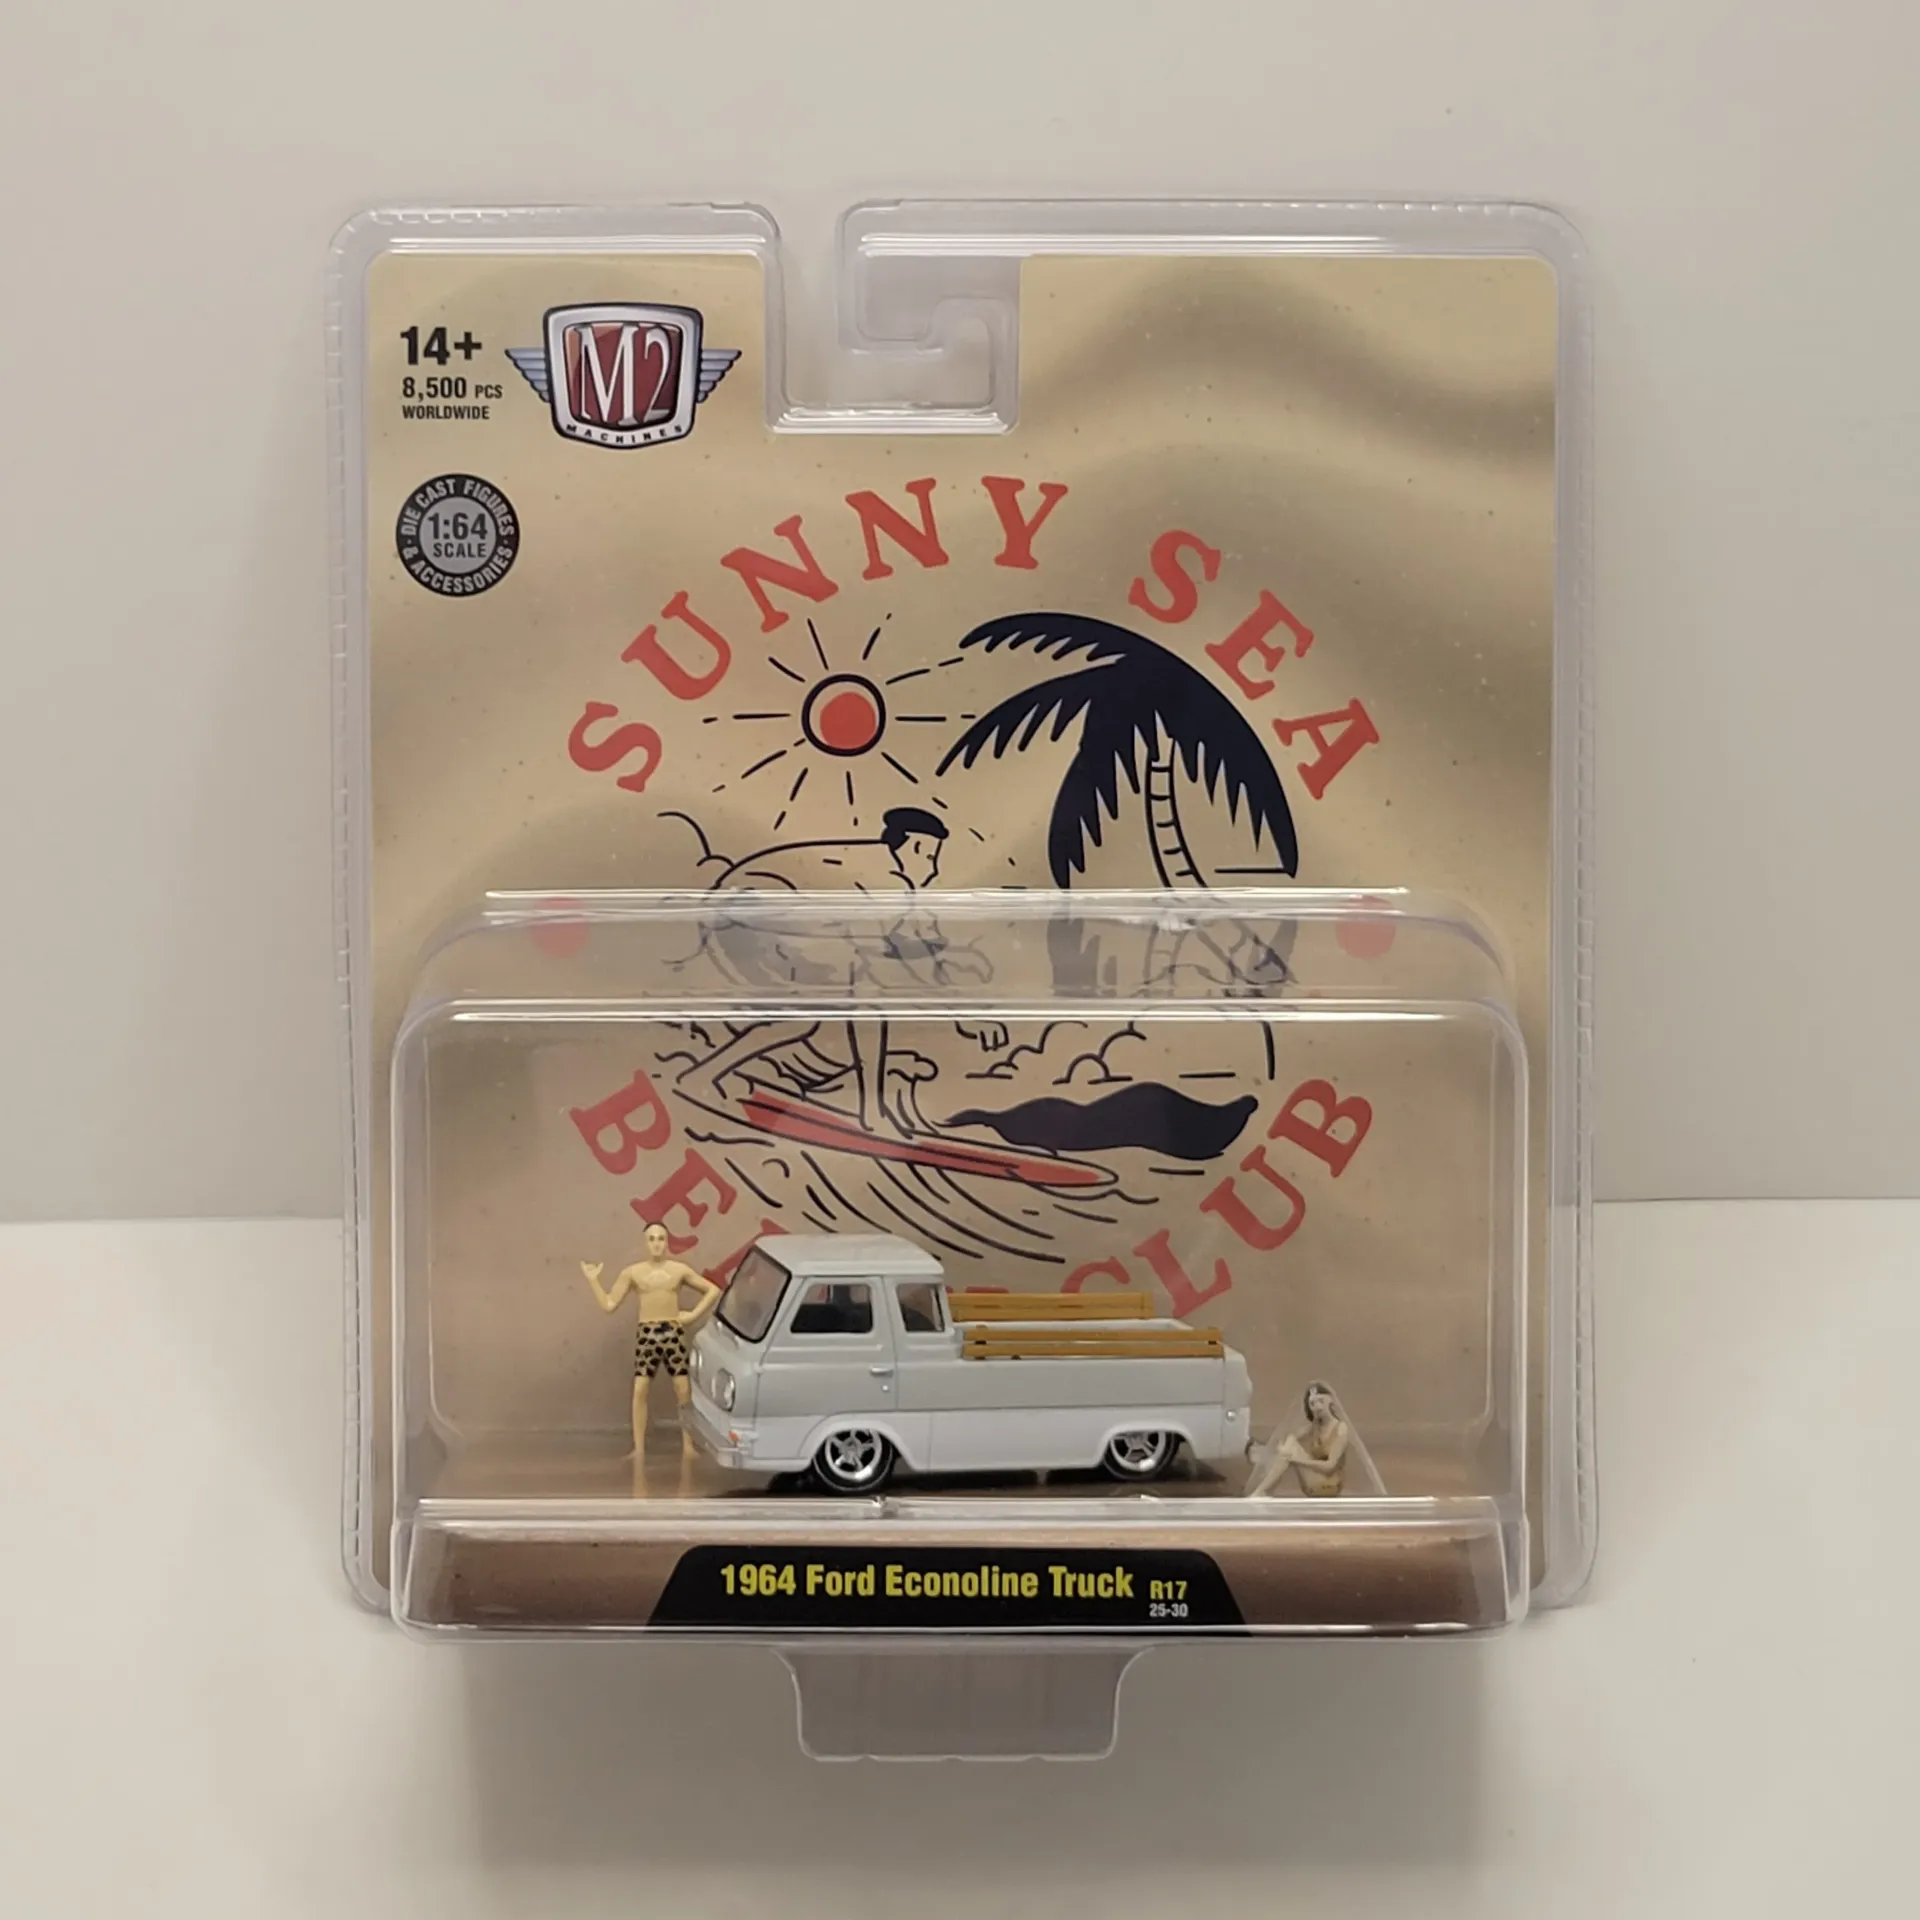 14+
8,500 PCS
WORLDWIDE
M2
MACHINES
DIE CAST FIGURES
& ACCESSORIES
1:64
SCALE
SUNNY SEA
CLUB
1964 Ford Econoline Truck R17
25-30